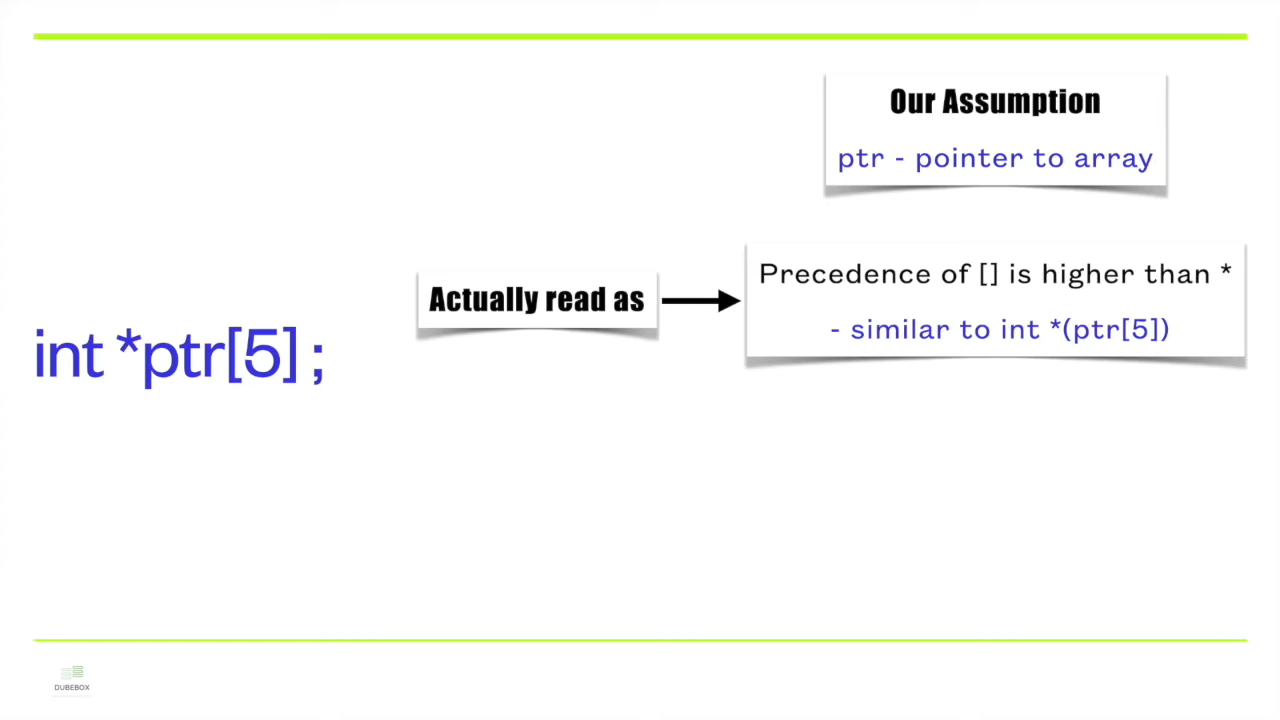 Our Assumption
ptr - pointer to array
Actually read as
Precedence of [] is higher than *
- similar to int *(ptr[5])
int *ptr[5] ;
DUBEBOX